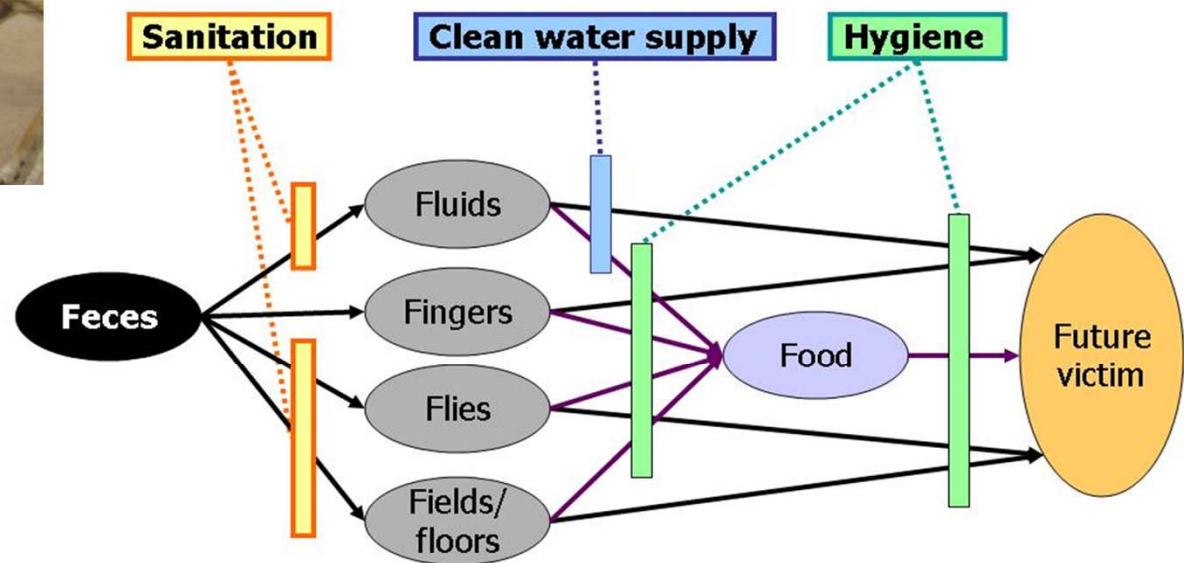 Sanitation
Clean water supply
Hygiene
Fluids
Feces
Fingers
Food
Future
victim
Flies
Fields/
floors